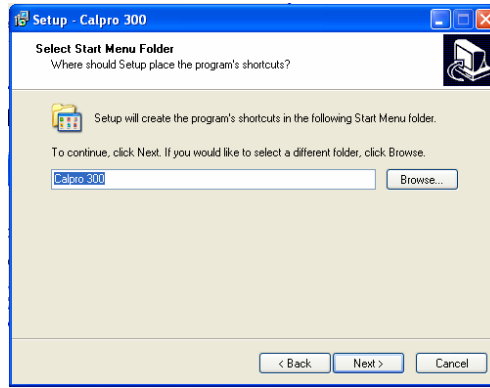 Setup - Calpro 300
Select Start Menu Folder
Where should Setup place the program's shortcuts?
Setup will create the program's shortcuts in the following Start Menu folder.
To continue, click Next. If you would like to select a different folder, click Browse.
Calpro 300
Browse...
< Back
Next >
Cancel